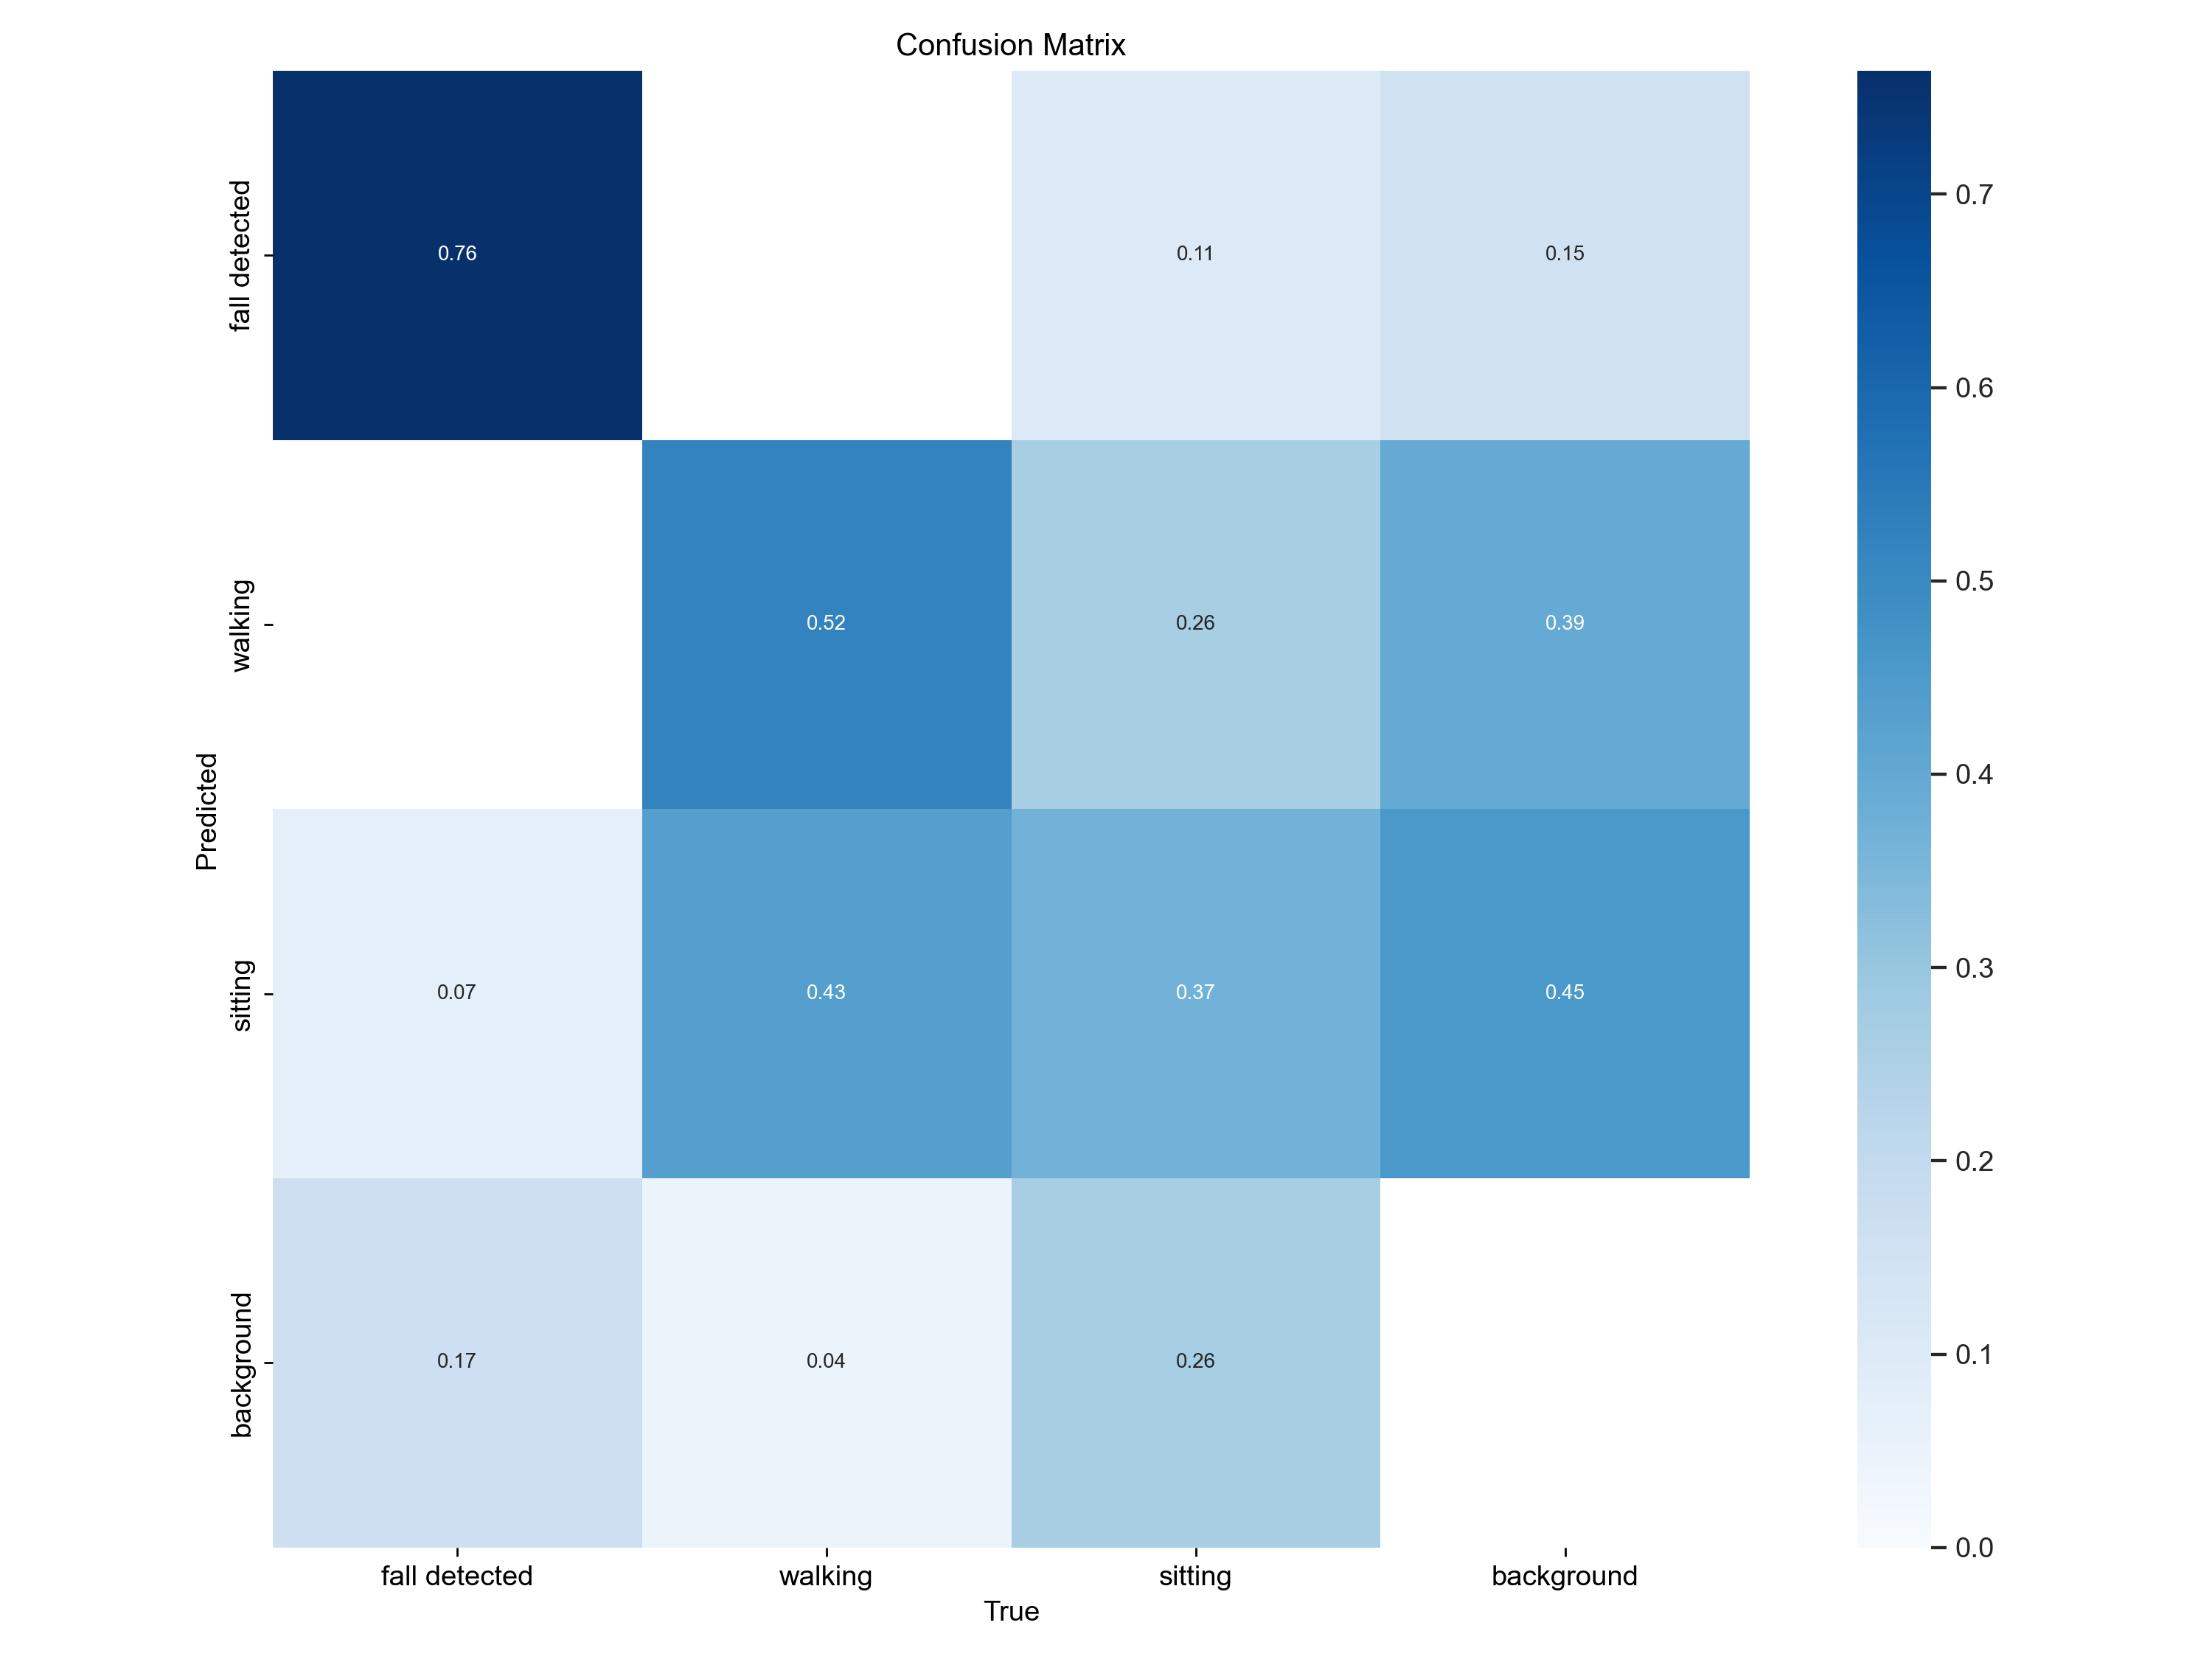 Confusion Matrix
fall detected
0.76
0.11
0.15
walking
0.52
0.26
0.39
Predicted
sitting
0.07
0.43
0.37
0.45
background
0.17
0.04
0.26
fall detected
walking
sitting
background
True
0.7
0.6
0.5
0.4
0.3
0.2
0.1
0.0